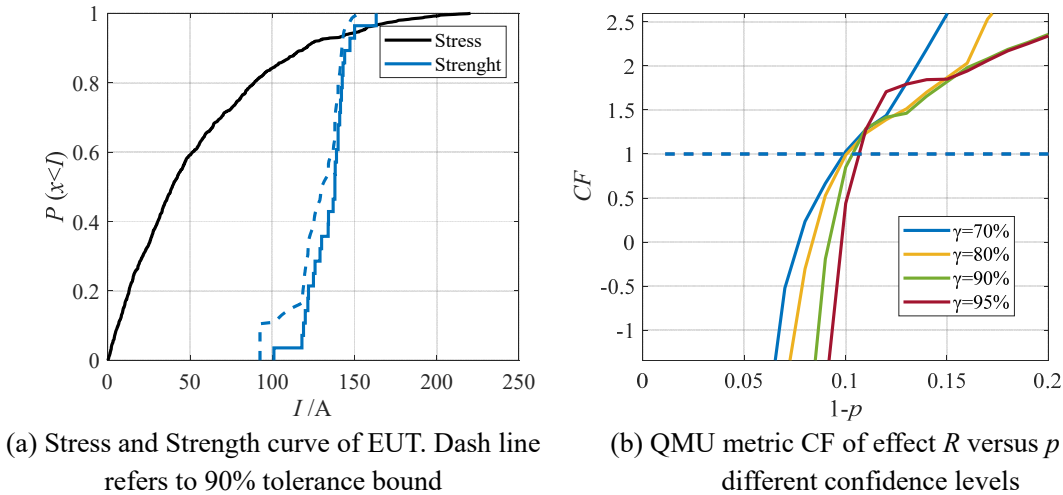 1
0.8
0.6
0.4
0.2
0
P (x<I)
Stress
Strenght
0 50 100 150 200 250
I /A
(a) Stress and Strength curve of EUT. Dash line
refers to 90% tolerance bound
2.5
2
1.5
1
0.5
0
-0.5
-1
CF
γ=70%
γ=80%
γ=90%
γ=95%
0 0.05 0.1 0.15 0.2
1-p
(b) QMU metric CF of effect R versus p
different confidence levels